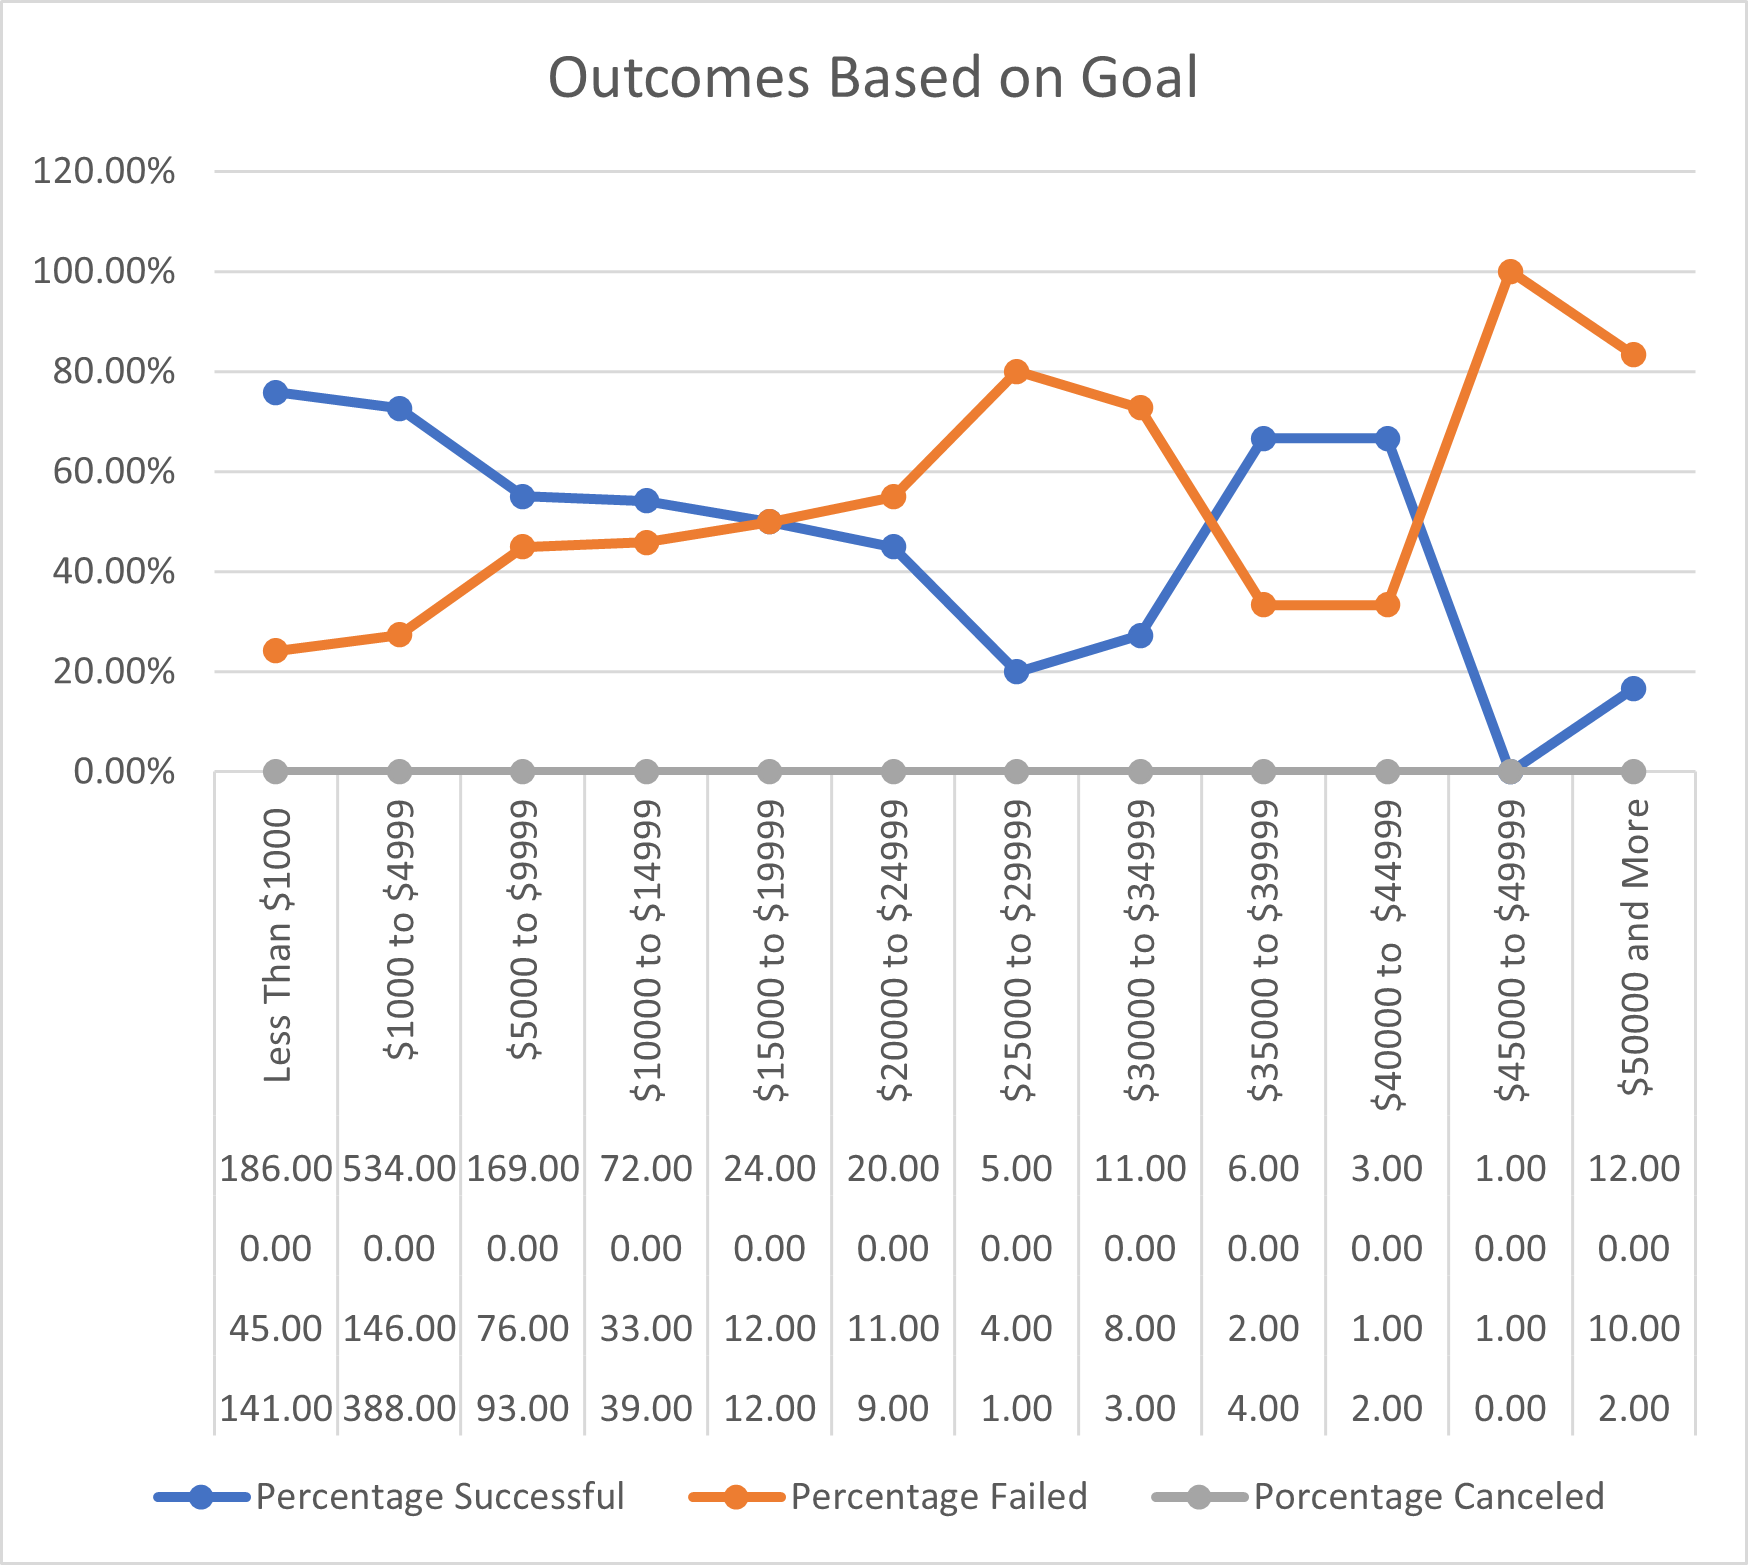 Outcomes Based on Goal
120.00%
100.00%
80.00%
60.00%
40.00%
20.00%
0.00%
Less Than $1000
$1000 to $4999
$5000 to $9999
$10000 to $14999
$15000 to $19999
$20000 to $24999
$25000 to $29999
$30000 to $34999
$35000 to $39999
$40000 to  $44999
$45000 to $49999
$50000 and More
186.00 534.00 169.00 72.00 24.00 20.00 5.00 11.00 6.00 3.00 1.00 12.00
0.00 0.00 0.00 0.00 0.00 0.00 0.00 0.00 0.00 0.00 0.00 0.00
45.00 146.00 76.00 33.00 12.00 11.00 4.00 8.00 2.00 1.00 1.00 10.00
141.00 388.00 93.00 39.00 12.00 9.00 1.00 3.00 4.00 2.00 0.00 2.00
Percentage Successful Percentage Failed Porcentage Canceled